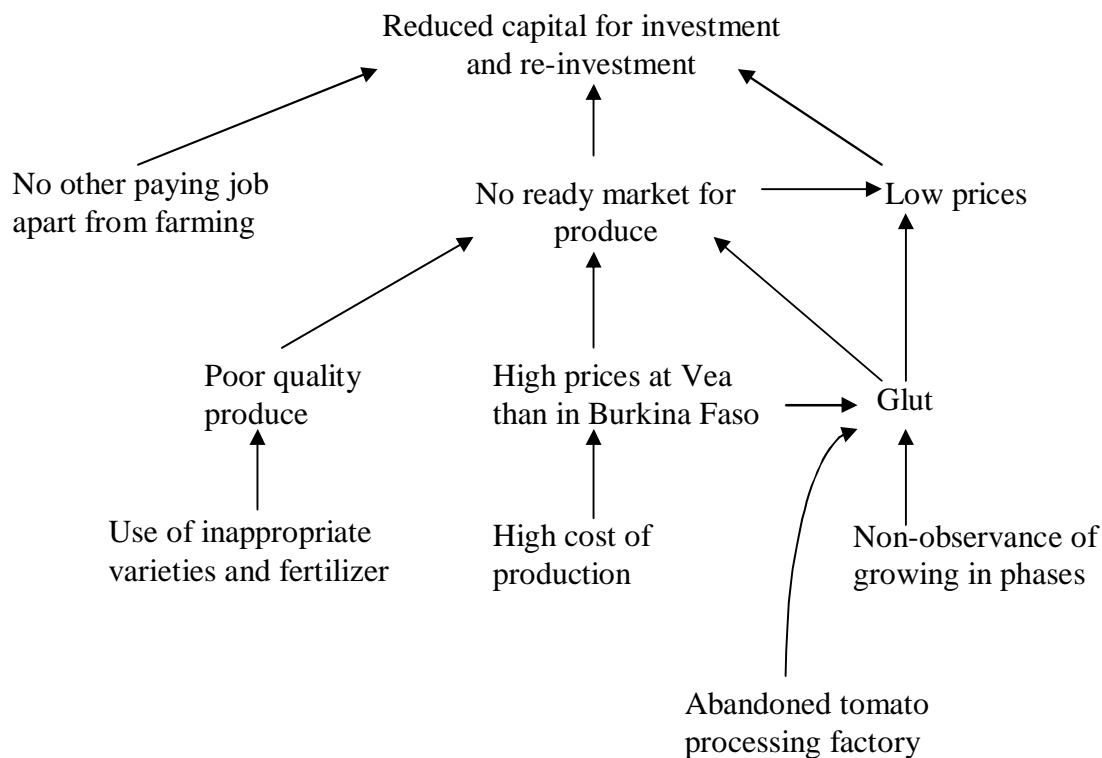 Reduced capital for investment
and re-investment
No other paying job
apart from farming
No ready market for
produce
Low prices
Poor quality
produce
High prices at Vea
than in Burkina Faso
Glut
Use of inappropriate
varieties and fertilizer
High cost of
production
Non-observance of
growing in phases
Abandoned tomato
processing factory